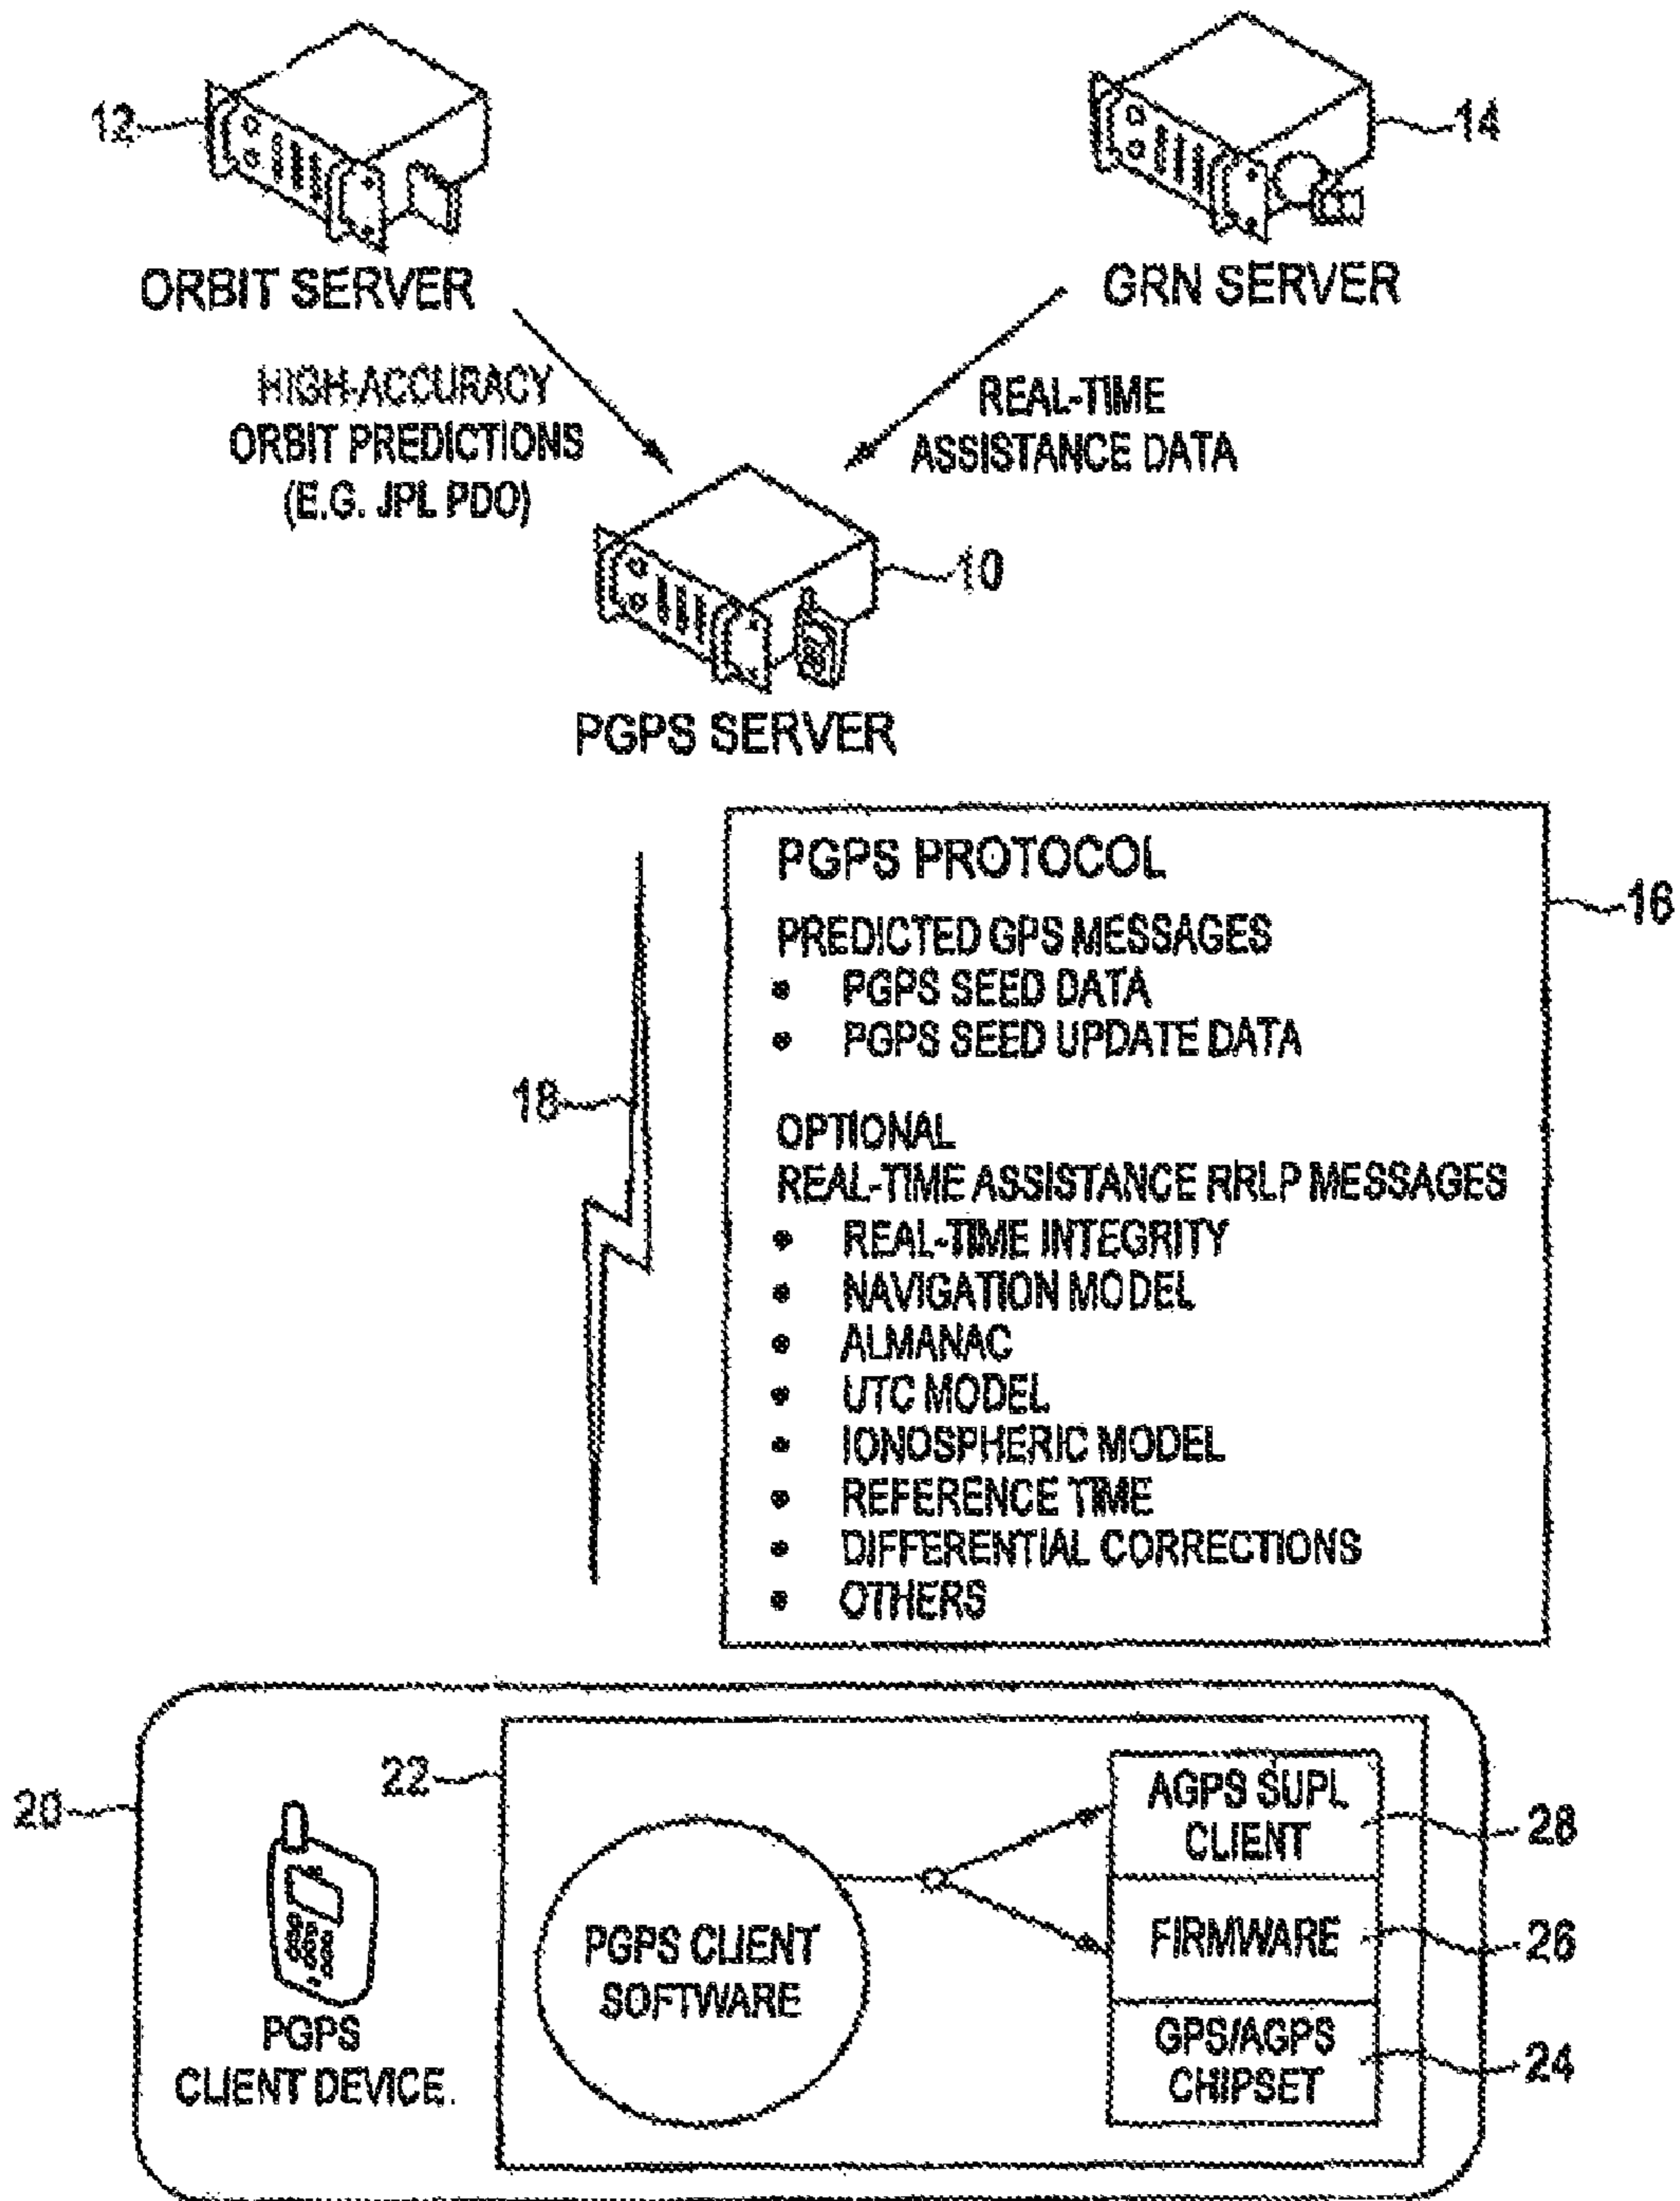 12
14
ORBIT SERVER
GRN SERVER
HIGH-ACCURACY
ORBIT PREDICTIONS
(E.G. JPL PDO)
REAL-TIME
ASSISTANCE DATA
10
PGPS SERVER
PGPS PROTOCOL
16
PREDICTED GPS MESSAGES
• PGPS SEED DATA
• PGPS SEED UPDATE DATA
18
OPTIONAL
REAL-TIME ASSISTANCE RRLP MESSAGES
• REAL-TIME INTEGRITY
• NAVIGATION MODEL
• ALMANAC
• UTC MODEL
• IONOSPHERIC MODEL
• REFERENCE TIME
• DIFFERENTIAL CORRECTIONS
• OTHERS
20
22
PGPS
CLIENT DEVICE.
PGPS CLIENT
SOFTWARE
AGPS SUPL
CLIENT
28
FIRMWARE
26
GPS/AGPS
CHIPSET
24